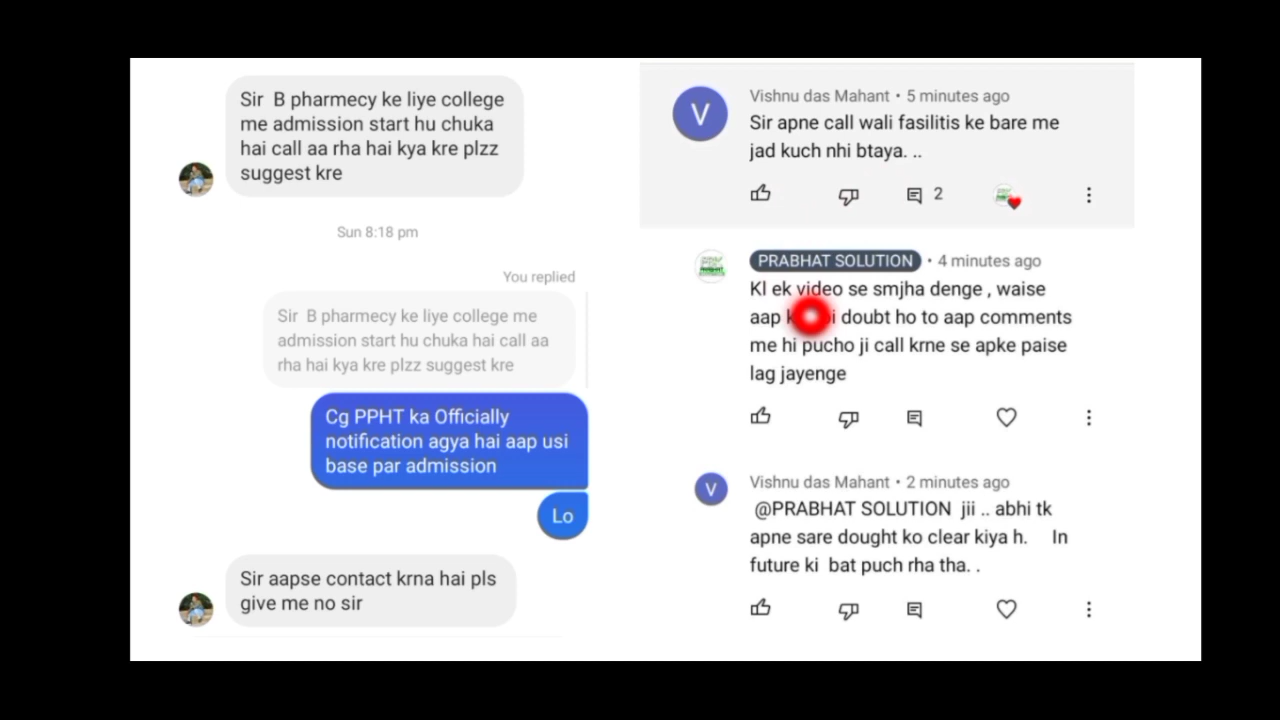 Sir B pharmecy ke liye college
me admission start hu chuka
hai call aa rha hai kya kre plzz
suggest kre
Sun 8:18 pm
You replied
Sir B pharmecy ke liye college me
admission start hu chuka hai call aa
rha hai kya kre plzz suggest kre
Cg PPHT ka Officially
notification agya hai aap usi
base par admission
Lo
Sir aapse contact krna hai pls
give me no sir
V
Vishnu das Mahant • 5 minutes ago
Sir apne call wali fasilitis ke bare me
jad kuch nhi btaya. ..
2
PRABHAT SOLUTION • 4 minutes ago
Kl ek video se smjha denge , waise
aap doubt ho to aap comments
me hi pucho ji call krne se apke paise
lag jayenge
V
Vishnu das Mahant • 2 minutes ago
@PRABHAT SOLUTION jii .. abhi tk
apne sare dought ko clear kiya h. In
future ki bat puch rha tha. .